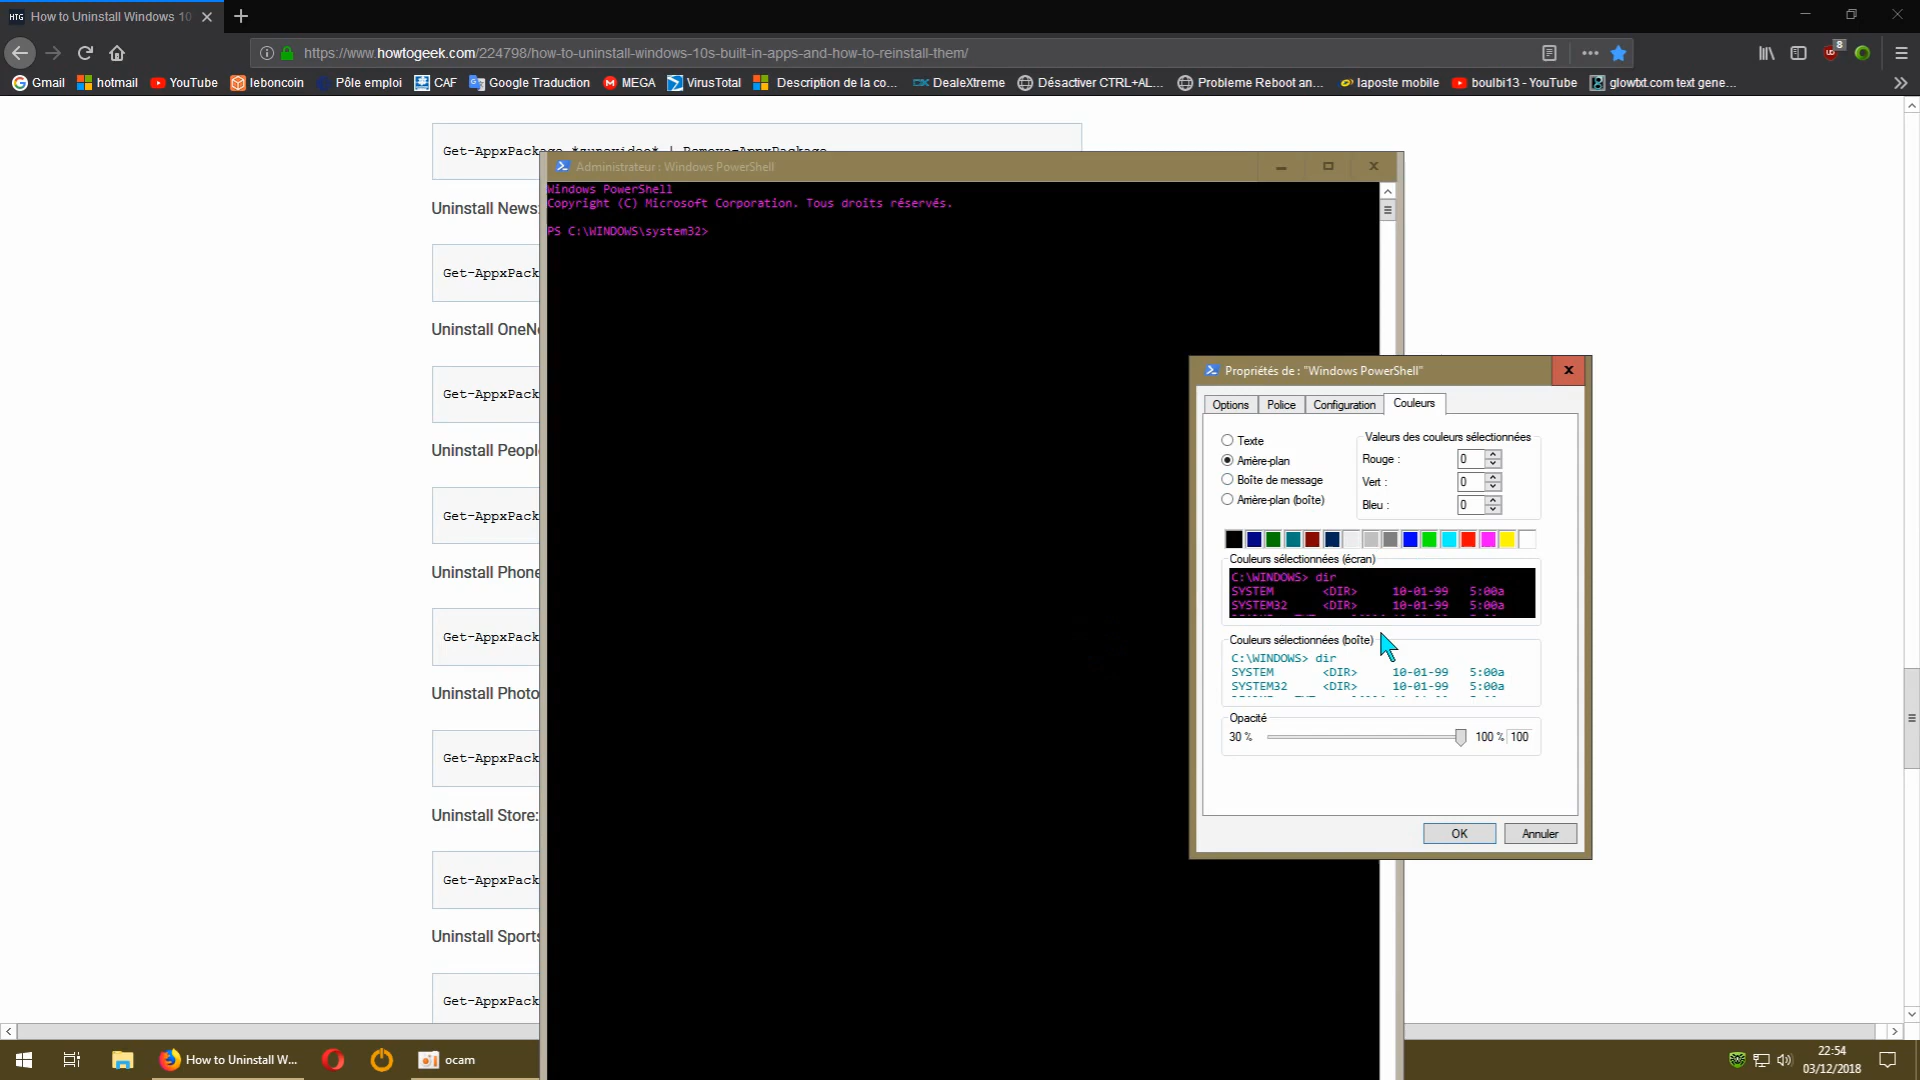 HTG How to Uninstall Windows 10
https://www.howtogeek.com/224798/how-to-uninstall-windows-10s-built-in-apps-and-how-to-reinstall-them/
8
Gmail hotmail YouTube leboncoin Pôle emploi CAF Google Traduction MEGA VirusTotal Description de la co... DealeXtreme Désactiver CTRL+AL... Probleme Reboot an... laposte mobile boulbi13 - YouTube glowtxt.com text gene...
Get-AppxPackage *zunevideo* | Remove-AppxPackage
Uninstall News:
Get-AppxPack
Uninstall OneNo
Get-AppxPack
Uninstall Peopl
Get-AppxPack
Uninstall Phone
Get-AppxPack
Uninstall Photo
Get-AppxPack
Uninstall Store:
Get-AppxPack
Uninstall Sports
Get-AppxPack
Administrateur : Windows PowerShell
Windows PowerShell
Copyright (C) Microsoft Corporation. Tous droits réservés.
PS C:\WINDOWS\system32>
Propriétés de : "Windows PowerShell"
Options Police Configuration Couleurs
Texte
Arrière-plan
Boîte de message
Arrière-plan (boîte)
Valeurs des couleurs sélectionnées
Rouge : 0
Vert : 0
Bleu : 0
Couleurs sélectionnées (écran)
C:\WINDOWS> dir
SYSTEM <DIR> 10-01-99 5:00a
SYSTEM32 <DIR> 10-01-99 5:00a
Couleurs sélectionnées (boîte)
C:\WINDOWS> dir
SYSTEM <DIR> 10-01-99 5:00a
SYSTEM32 <DIR> 10-01-99 5:00a
Opacité
30 % 100 % 100
OK Annuler
How to Uninstall W...
ocam
22:54
03/12/2018